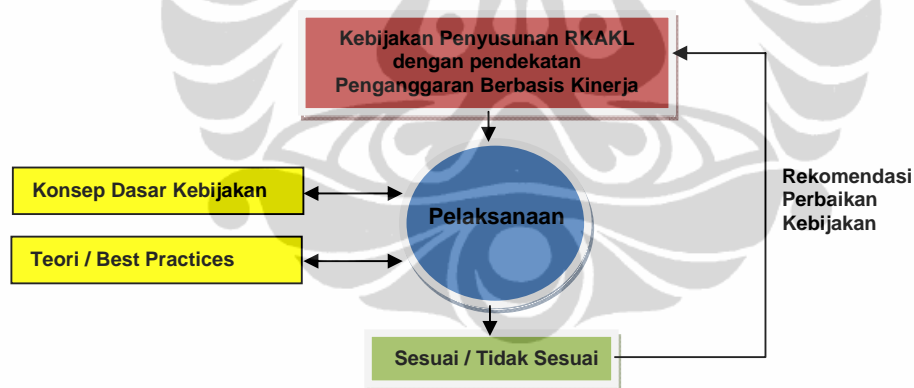 Kebijakan Penyusunan RKAKL
dengan pendekatan
Penganggaran Berbasis Kinerja
Konsep Dasar Kebijakan
Pelaksanaan
Teori / Best Practices
Rekomendasi
Perbaikan
Kebijakan
Sesuai / Tidak Sesuai